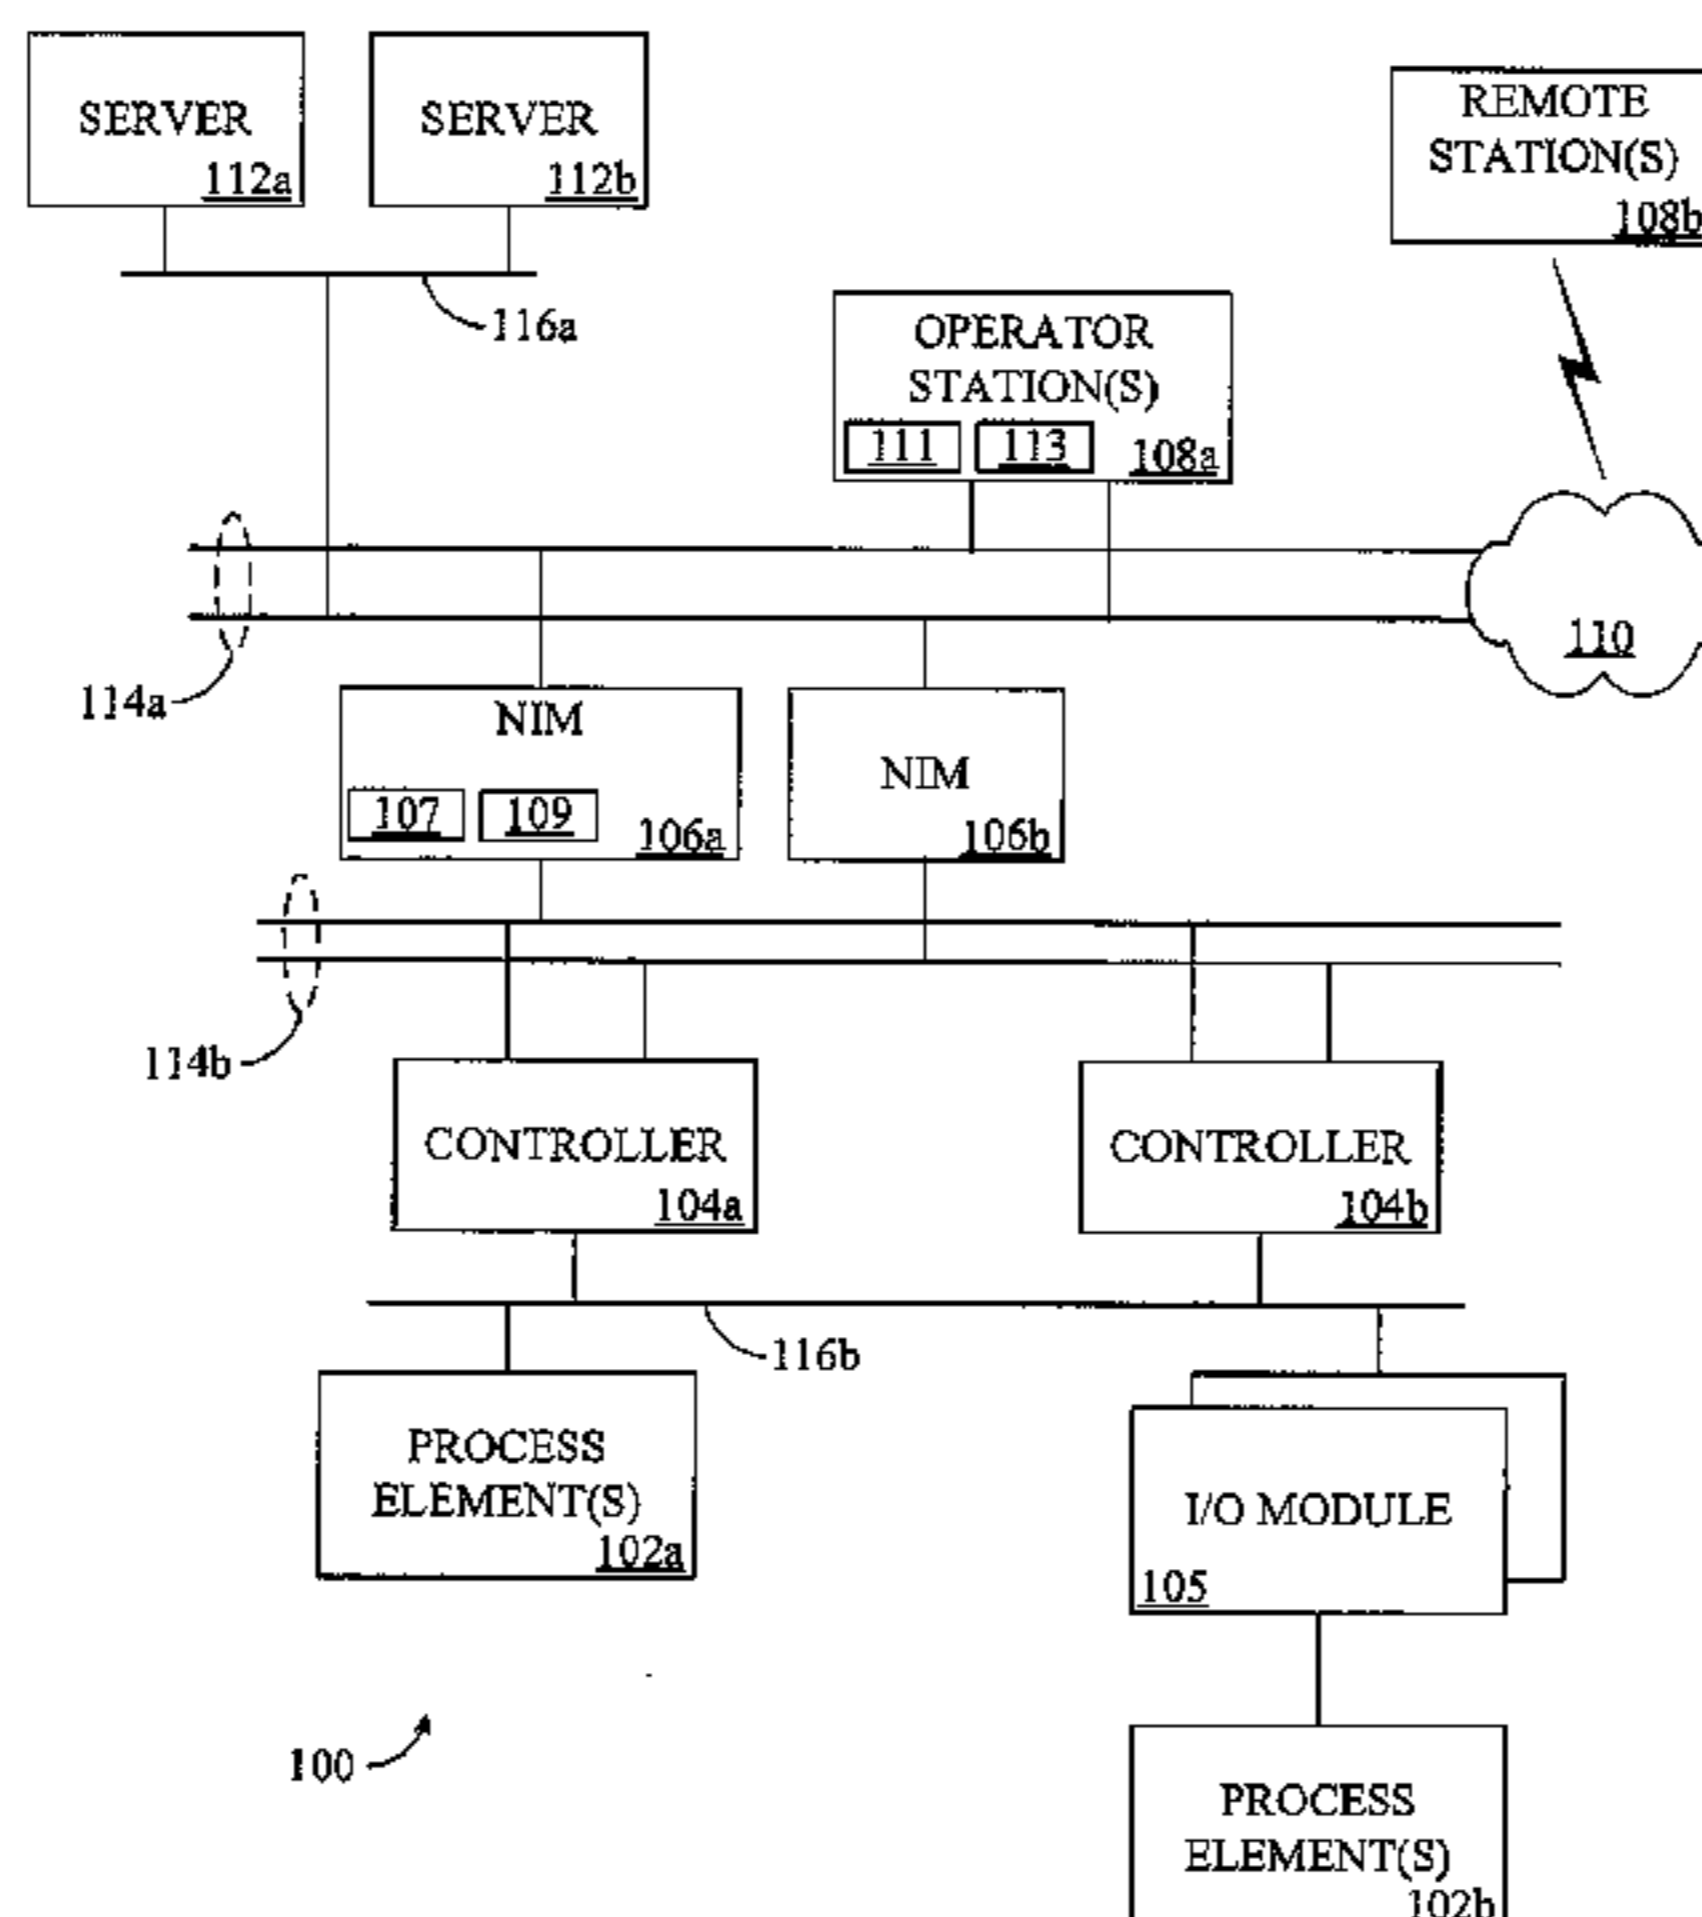 SERVER
112a
SERVER
112b
REMOTE
STATION(S)
108b
116a
OPERATOR
STATION(S)
111
113
108a
110
114a
NIM
107
109
106a
NIM
106b
114b
CONTROLLER
104a
CONTROLLER
104b
116b
PROCESS
ELEMENT(S)
102a
I/O MODULE
105
100
PROCESS
ELEMENT(S)
102b